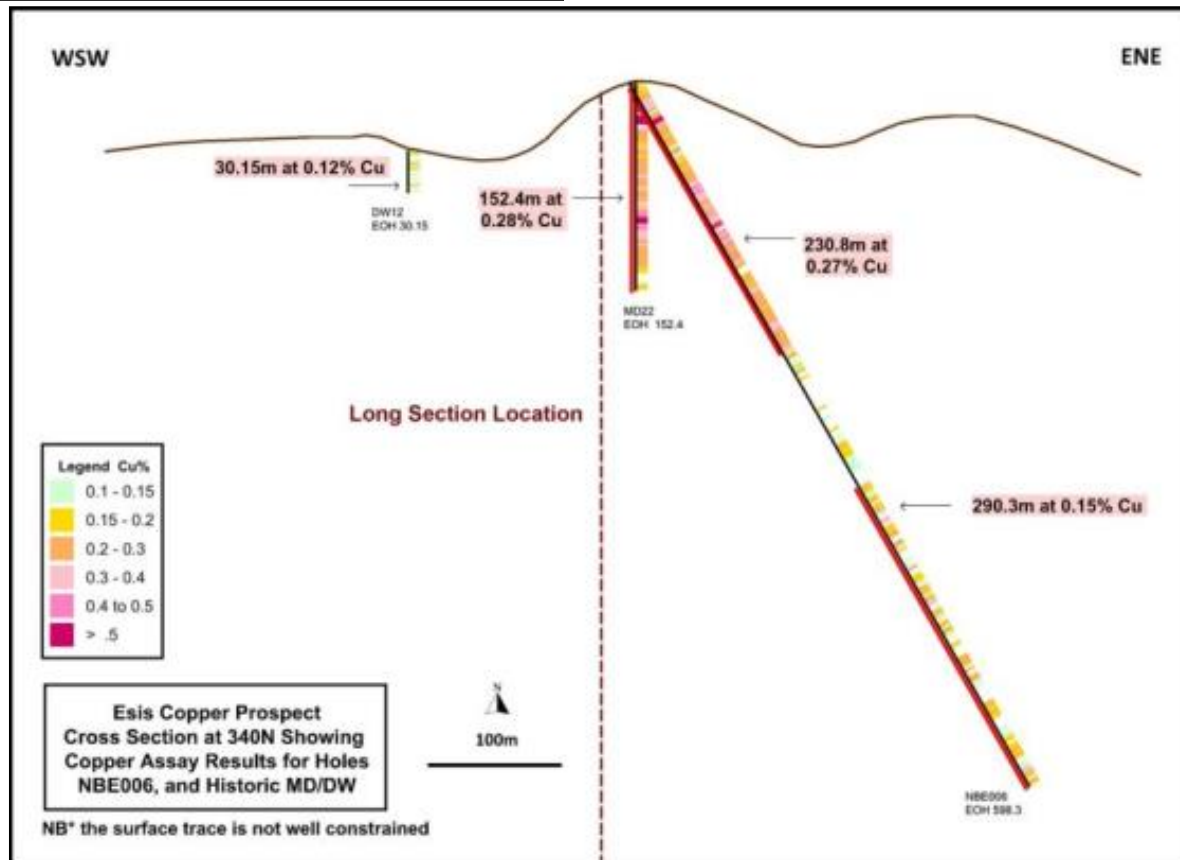 WSW
ENE
30.15m at 0.12% Cu
DW12
EOH 30.15
152.4m at
0.28% Cu
230.8m at
0.27% Cu
MD22
EOH 152.4
Long Section Location
Legend Cu%
0.1 - 0.15
0.15 - 0.2
0.2 - 0.3
0.3 - 0.4
0.4 to 0.5
> .5
290.3m at 0.15% Cu
Esis Copper Prospect
Cross Section at 340N Showing
Copper Assay Results for Holes
NBE006, and Historic MD/DW
N
100m
NBE006
EOH 598.3
NB* the surface trace is not well constrained